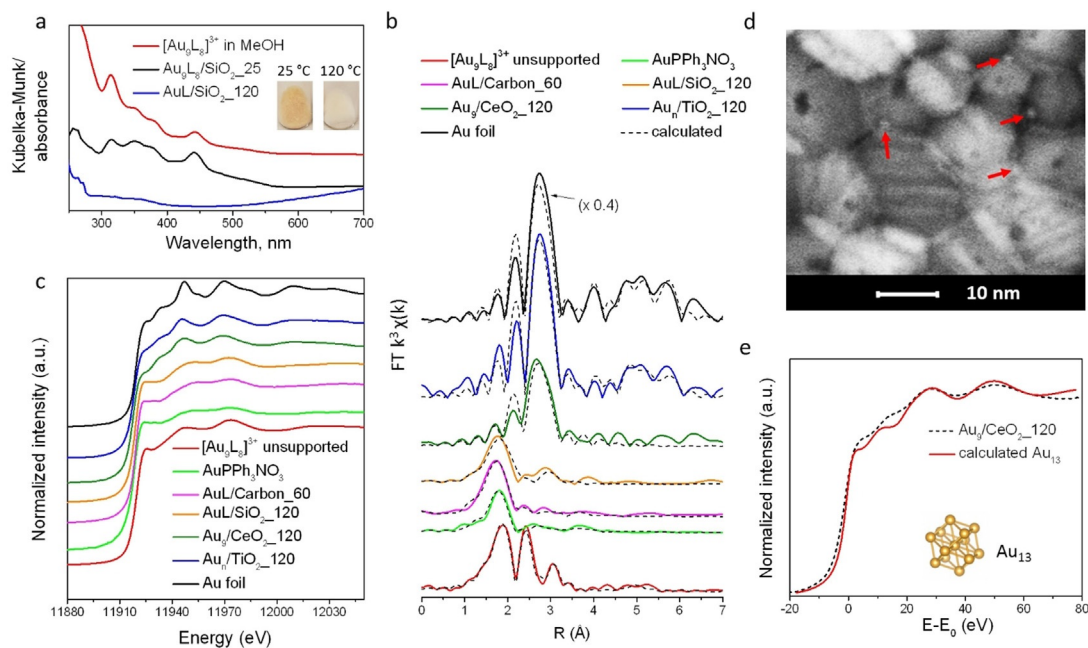 a
[Au₉L₈]³⁺ in MeOH
Au₉L₈/SiO₂_25
AuL/SiO₂_120
25 °C 120 °C
Kubelka-Munk/
absorbance
300 400 500 600 700
Wavelength, nm
b
[Au₉L₈]³⁺ unsupported
AuL/Carbon_60
Au₉/CeO₂_120
Au foil
AuPPh₃NO₃
AuL/SiO₂_120
Auₙ/TiO₂_120
calculated
(x 0.4)
FT k³χ(k)
0 1 2 3 4 5 6 7
R (Å)
c
Normalized intensity (a.u.)
[Au₉L₈]³⁺ unsupported
AuPPh₃NO₃
AuL/Carbon_60
AuL/SiO₂_120
Au₉/CeO₂_120
Auₙ/TiO₂_120
Au foil
11880 11910 11940 11970 12000 12030
Energy (eV)
d
10 nm
e
Normalized intensity (a.u.)
Au₉/CeO₂_120
calculated Au₁₃
Au₁₃
-20 0 20 40 60 80
E-E₀ (eV)